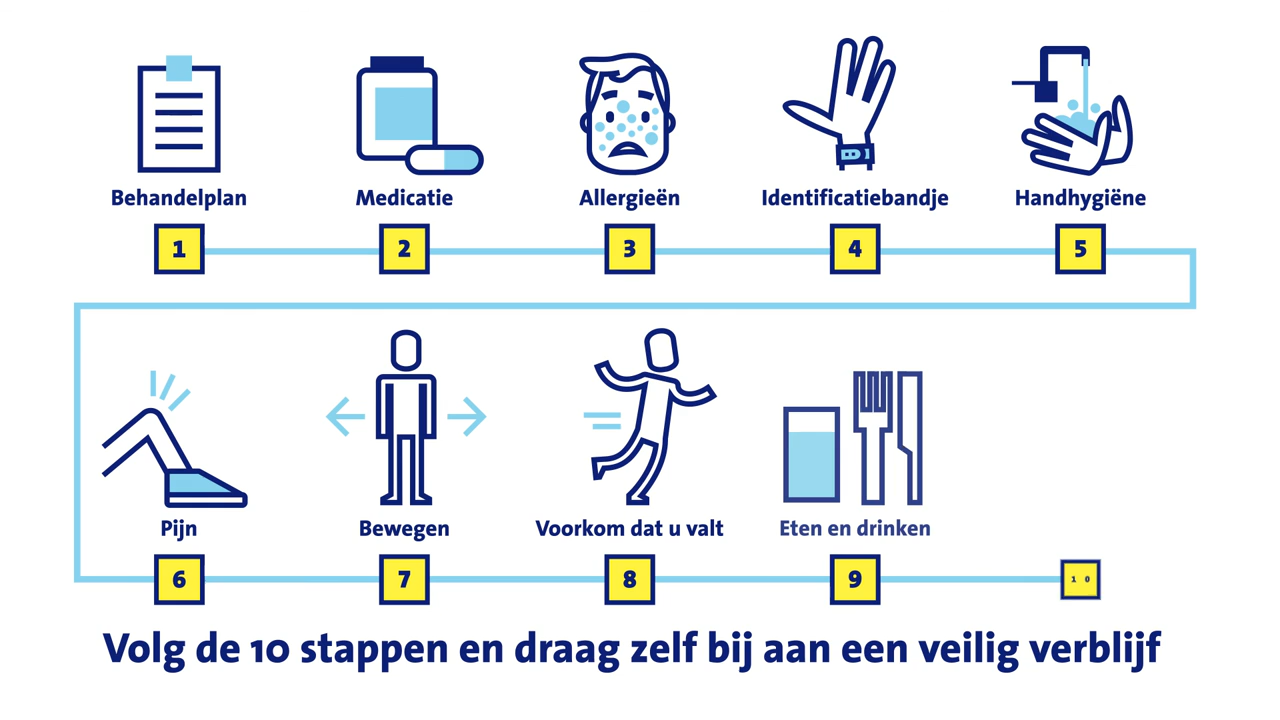 Behandelplan Medicatie Allergieën Identificatiebandje Handhygiëne
1 2 3 4 5
Pijn Bewegen Voorkom dat u valt Eten en drinken
6 7 8 9 10
Volg de 10 stappen en draag zelf bij aan een veilig verblijf